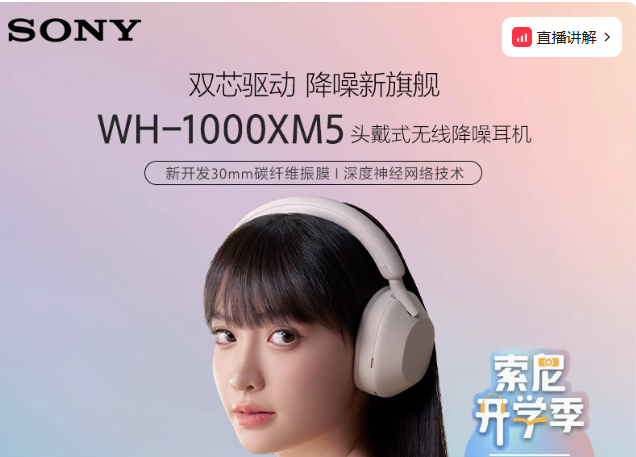 SONY
直播讲解
双芯驱动 降噪新旗舰
WH-1000XM5 头戴式无线降噪耳机
新开发30mm碳纤维振膜 | 深度神经网络技术
索尼
开学季